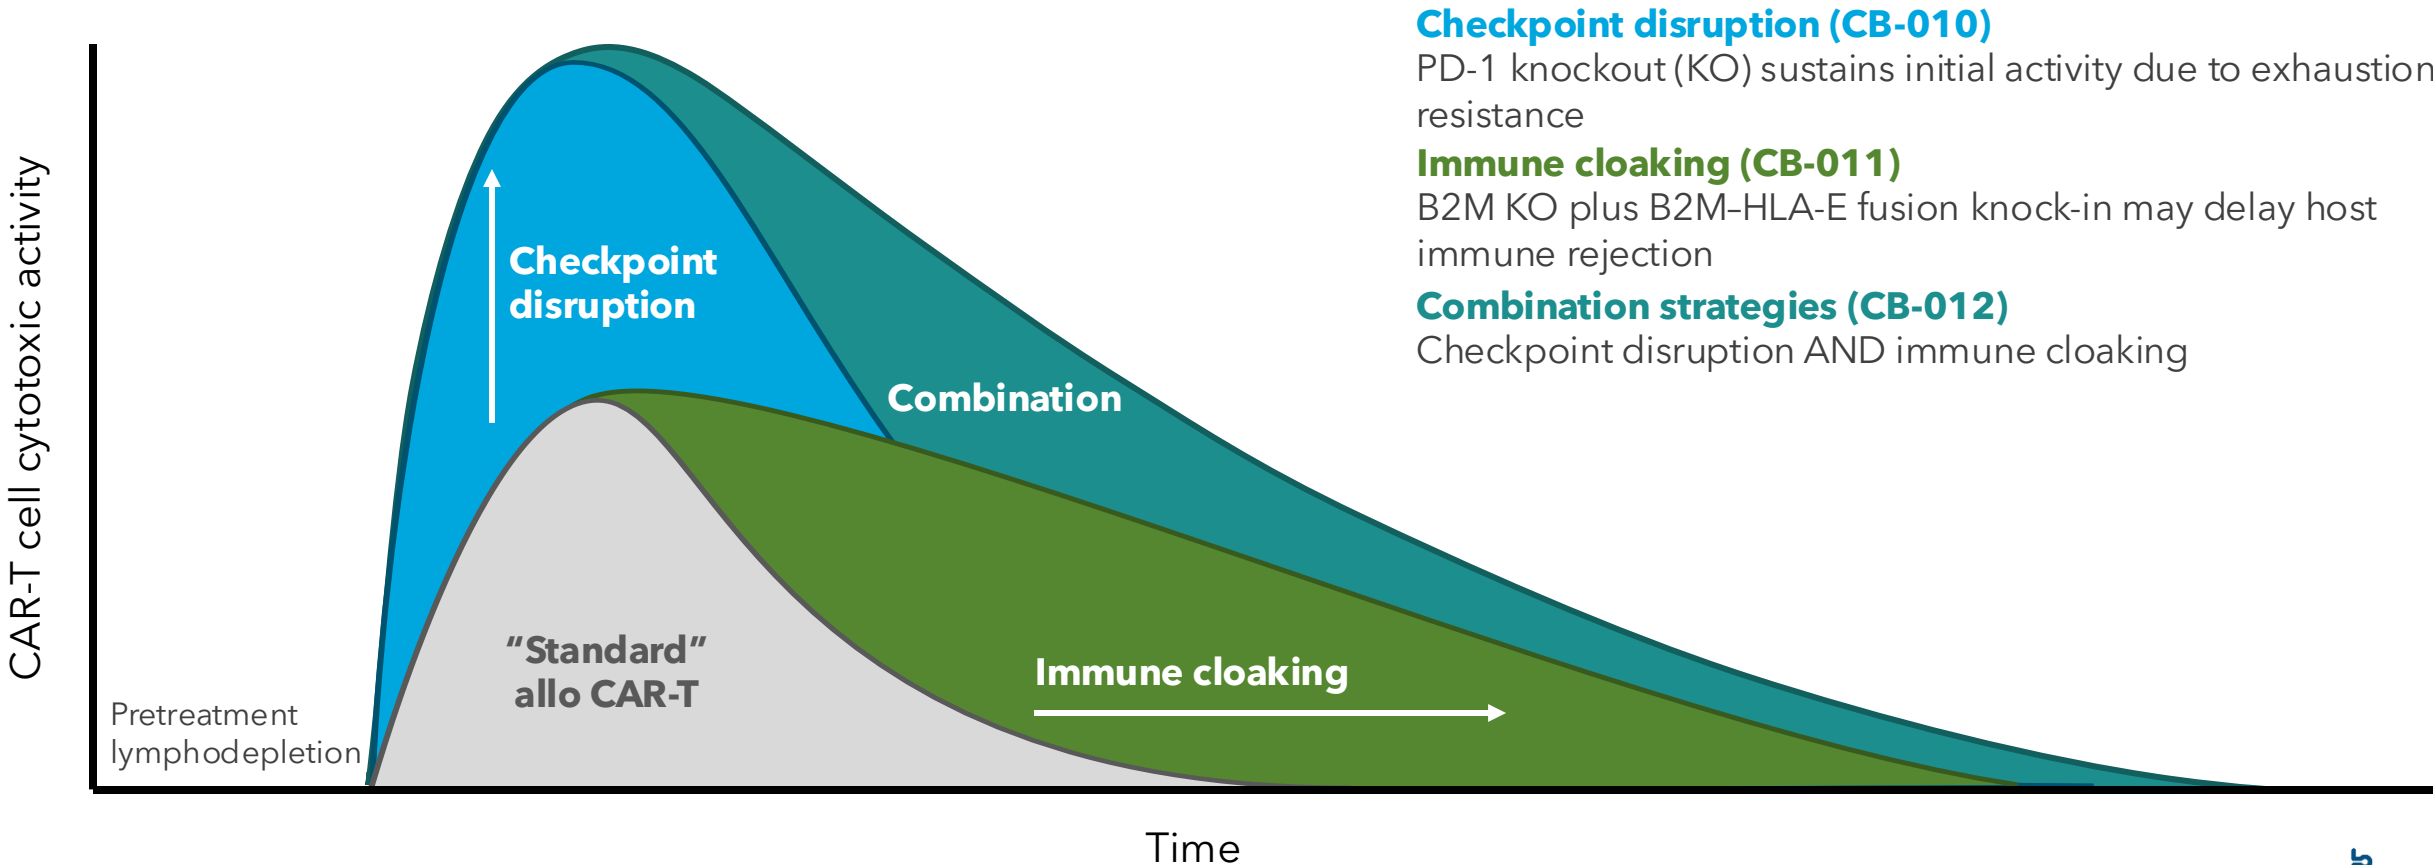 Checkpoint disruption (CB-010)
PD-1 knockout (KO) sustains initial activity due to exhaustion
resistance
Immune cloaking (CB-011)
B2M KO plus B2M–HLA-E fusion knock-in may delay host
immune rejection
Combination strategies (CB-012)
Checkpoint disruption AND immune cloaking
CAR-T cell cytotoxic activity
Checkpoint
disruption
Combination
“Standard”
allo CAR-T
Immune cloaking
Pretreatment
lymphodepletion
Time